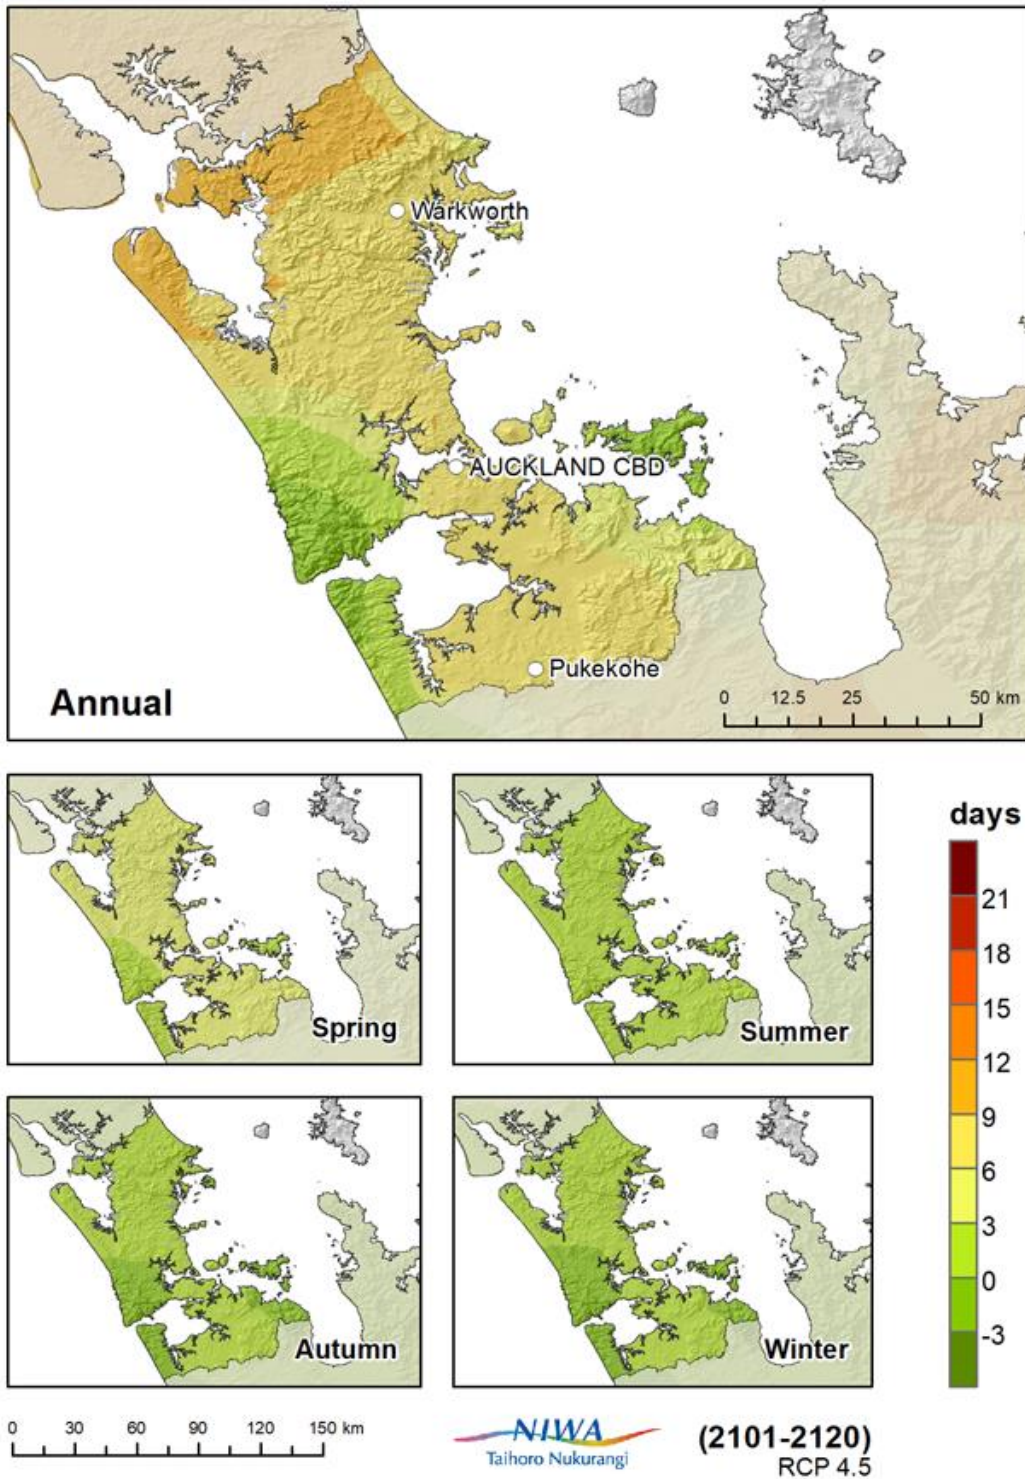 Warkworth
AUCKLAND CBD
Pukekohe
Annual
0 12.5 25 50 km
Spring
Summer
Autumn
Winter
days
21
18
15
12
9
6
3
0
-3
0 30 60 90 120 150 km
NIWA
Taihoro Nukurangi
(2101-2120)
RCP 4.5